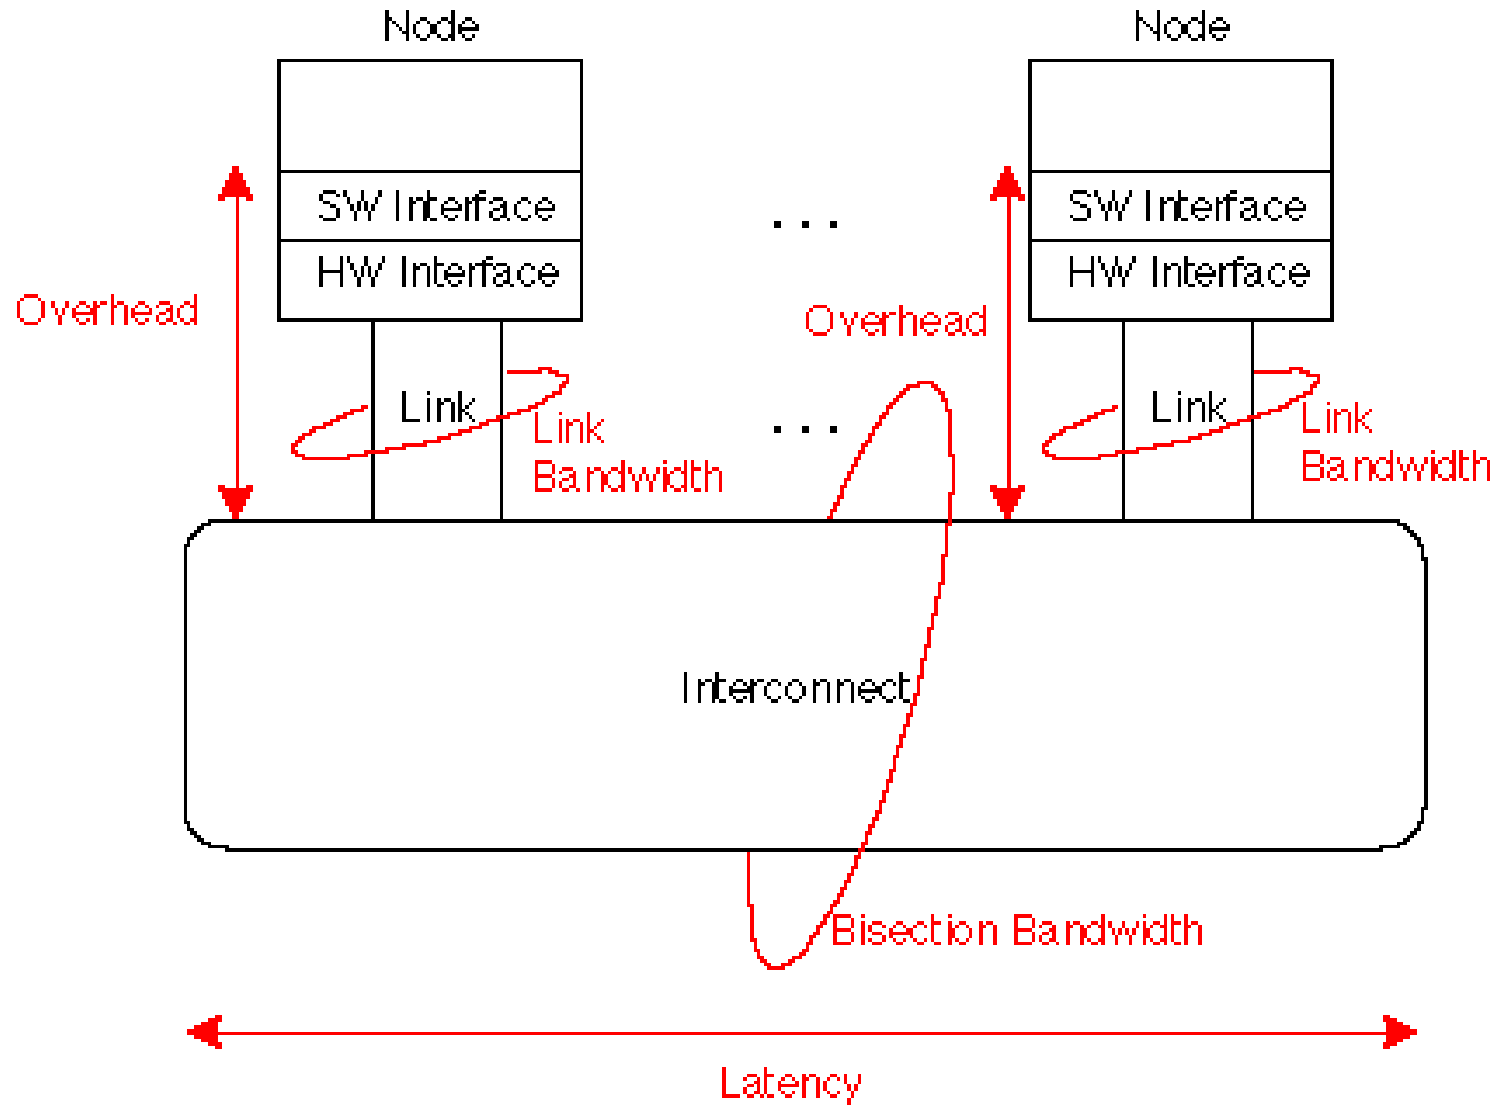 Node
Node
SW Interface
. . .
SW Interface
HW Interface
HW Interface
Overhead
Overhead
Link
Link
Bandwidth
. . .
Link
Link
Bandwidth
Interconnect
Bisection Bandwidth
Latency